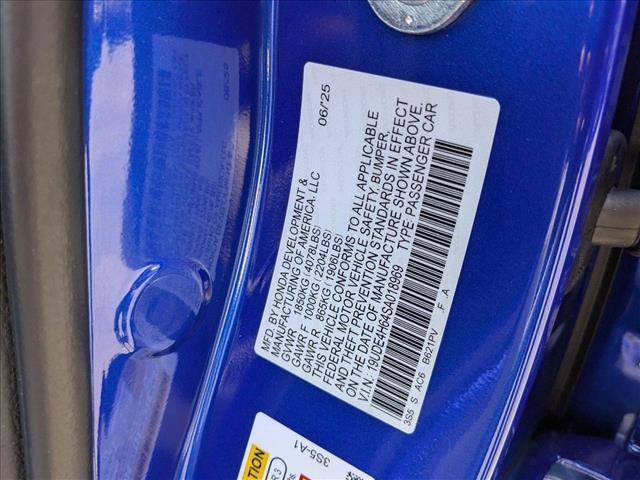 MFD. BY HONDA DEVELOPMENT &
MANUFACTURING OF AMERICA, LLC 06/25
GVWR 1850KG (4078LBS)
GAWR F 1000KG (2204LBS)
GAWR R 865KG (1906LBS)
THIS VEHICLE CONFORMS TO ALL APPLICABLE
FEDERAL MOTOR VEHICLE SAFETY, BUMPER,
AND THEFT PREVENTION STANDARDS IN EFFECT
ON THE DATE OF MANUFACTURE SHOWN ABOVE.
V.I.N.: 19UDE4H64SA018969 TYPE: PASSENGER CAR
3S5 S AC6 B621PV .F .A
3S5-A1